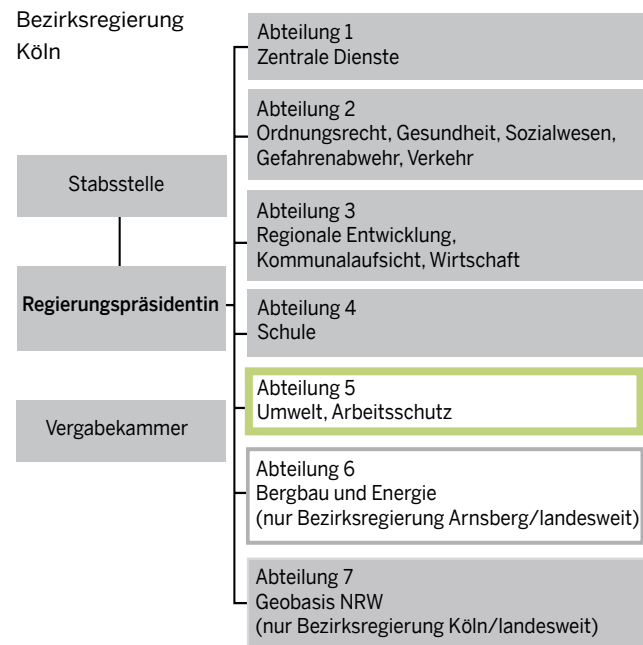 Bezirksregierung
Köln
Stabsstelle
Regierungspräsidentin
Vergabekammer
Abteilung 1
Zentrale Dienste
Abteilung 2
Ordnungsrecht, Gesundheit, Sozialwesen,
Gefahrenabwehr, Verkehr
Abteilung 3
Regionale Entwicklung,
Kommunalaufsicht, Wirtschaft
Abteilung 4
Schule
Abteilung 5
Umwelt, Arbeitsschutz
Abteilung 6
Bergbau und Energie
(nur Bezirksregierung Arnsberg/landesweit)
Abteilung 7
Geobasis NRW
(nur Bezirksregierung Köln/landesweit)